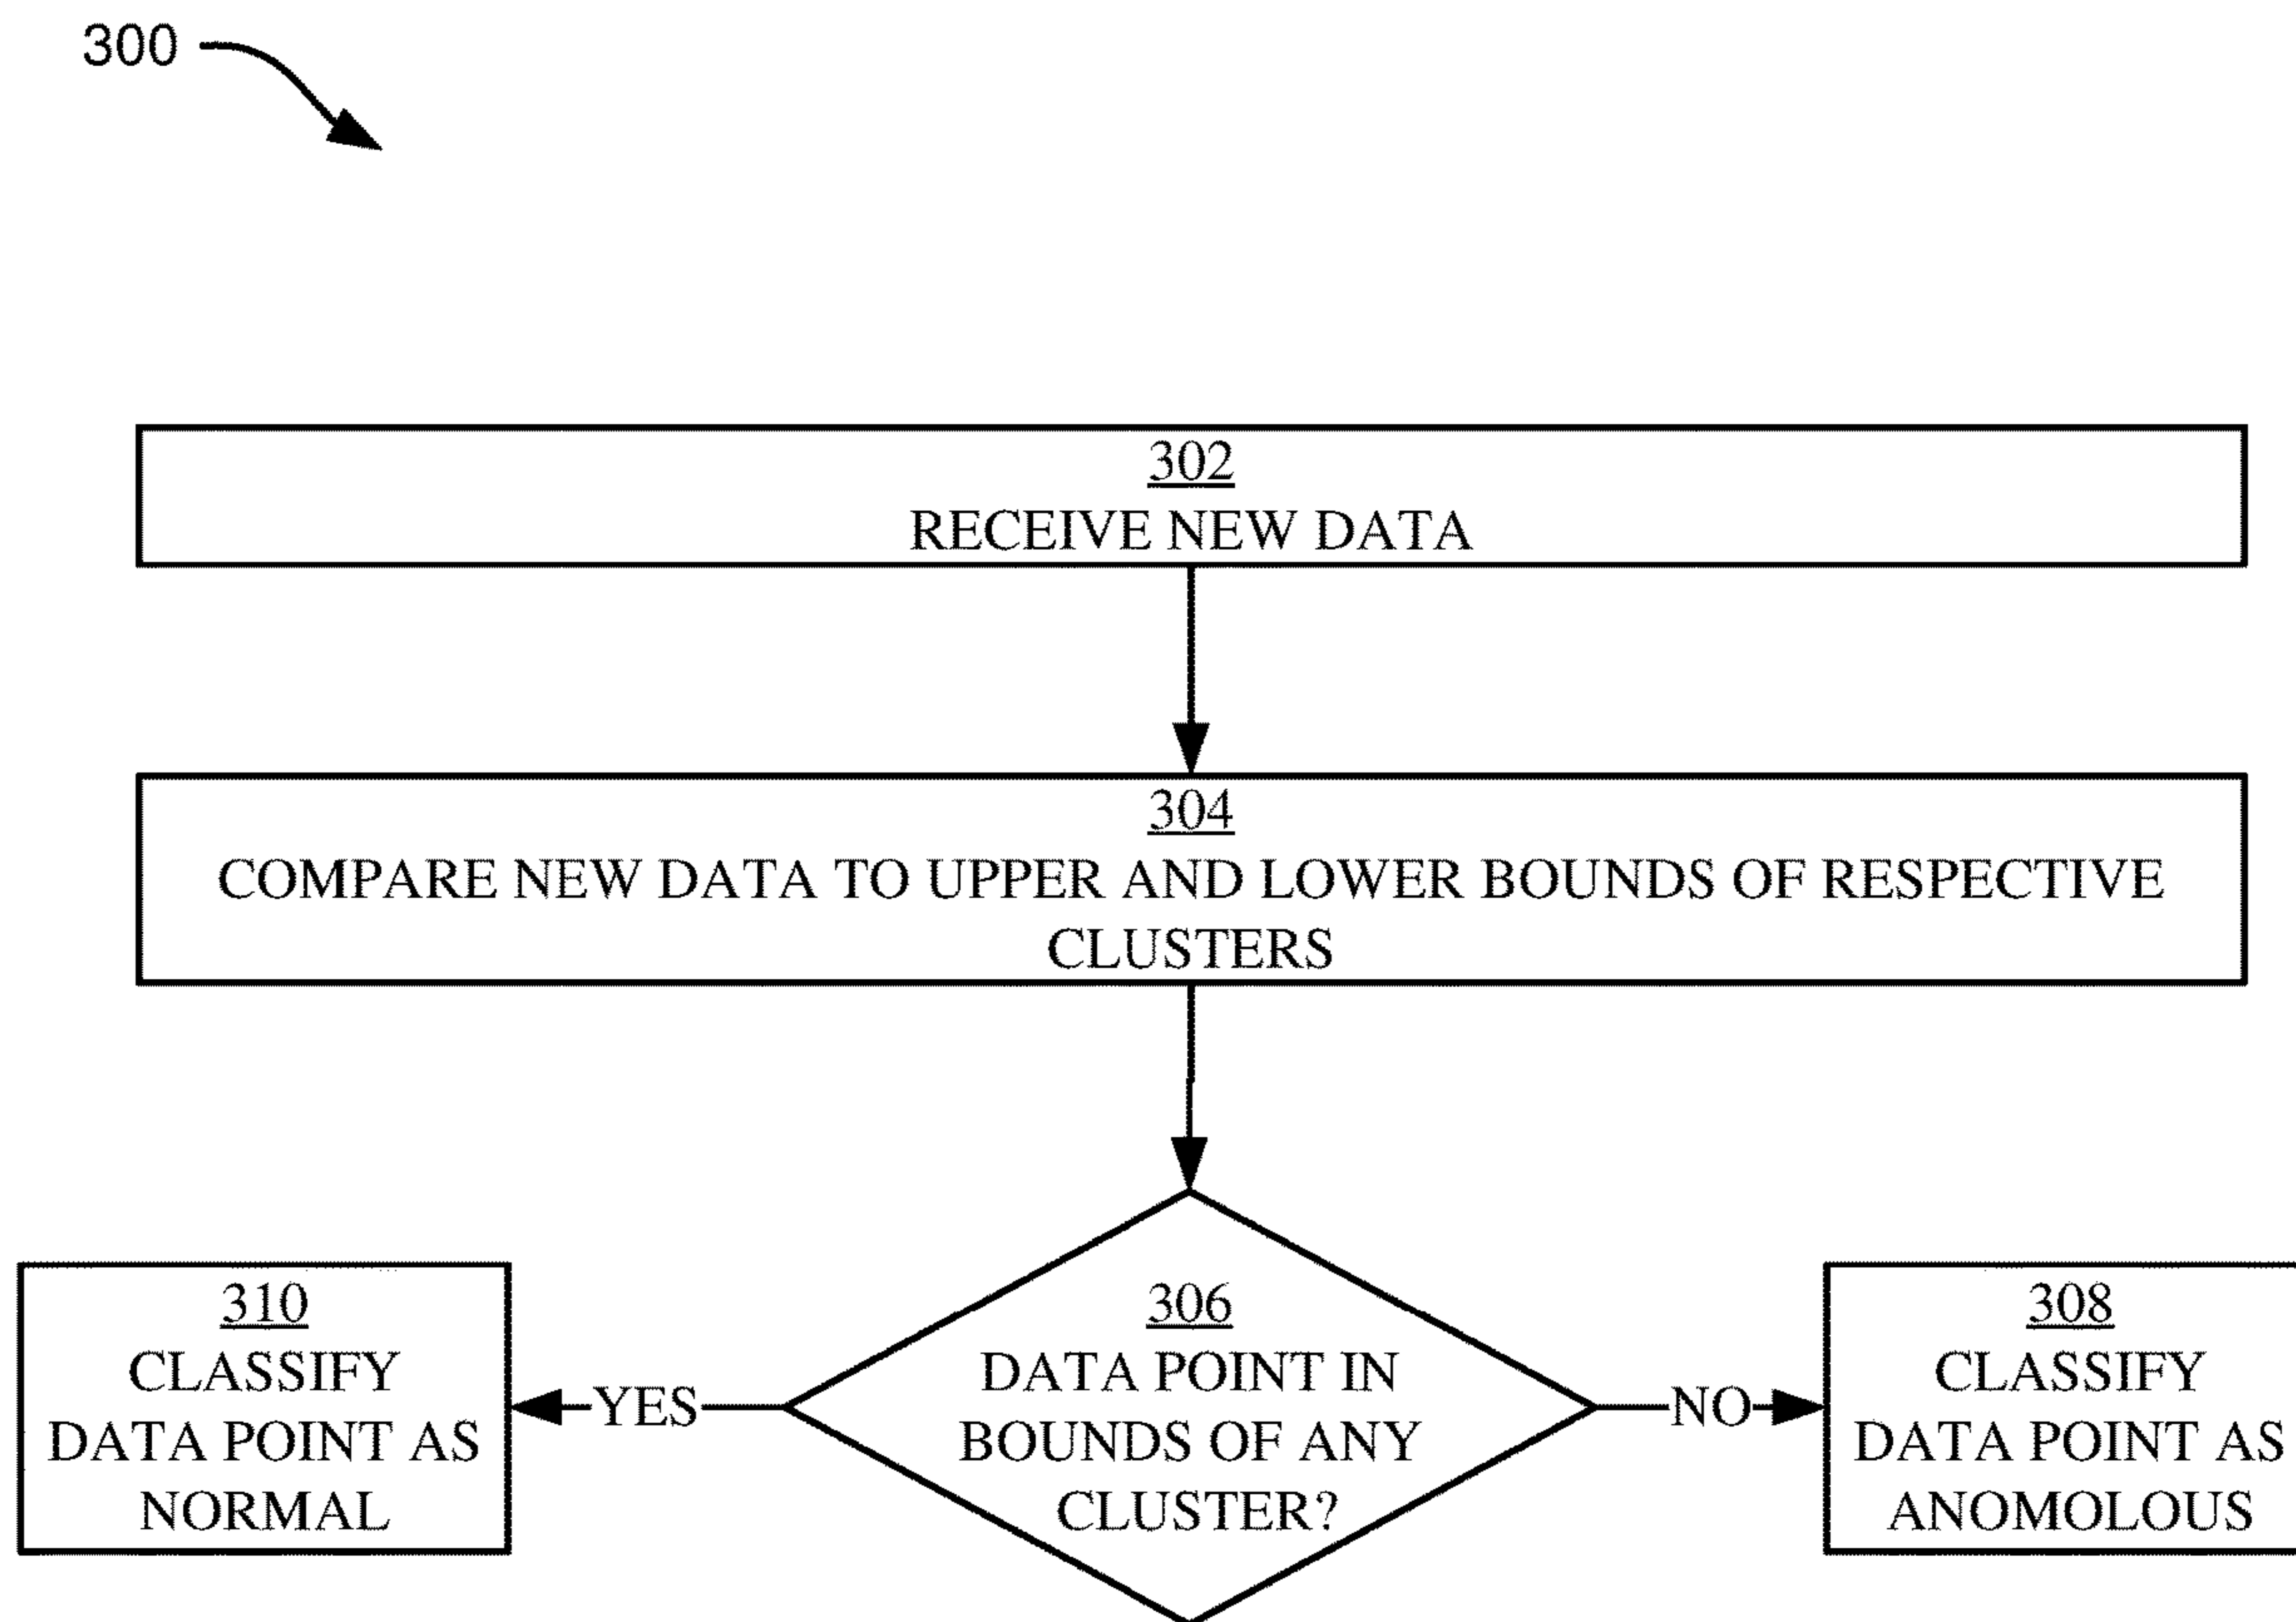 300
302
RECEIVE NEW DATA
304
COMPARE NEW DATA TO UPPER AND LOWER BOUNDS OF RESPECTIVE
CLUSTERS
310
CLASSIFY
DATA POINT AS
NORMAL
YES
306
DATA POINT IN
BOUNDS OF ANY
CLUSTER?
NO
308
CLASSIFY
DATA POINT AS
ANOMOLOUS